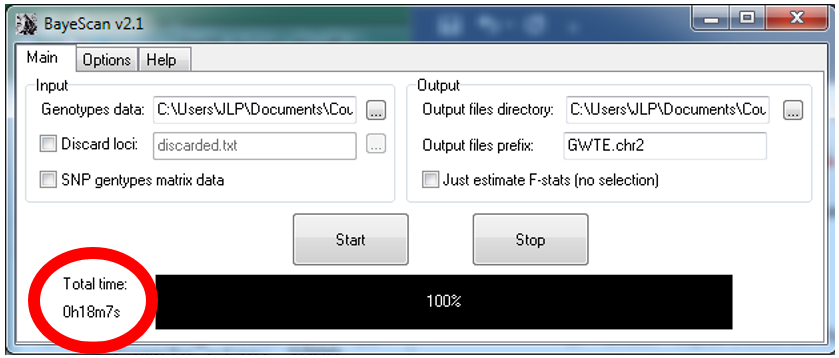 BayeScan v2.1
Main Options Help
Input
Genotypes data: C:\Users\JLP\Documents\Cou ...
Discard loci: discarded.txt ...
SNP gentypes matrix data
Output
Output files directory: C:\Users\JLP\Documents\Cou ...
Output files prefix: GWTE.chr2
Just estimate F-stats (no selection)
Start Stop
Total time:
0h18m7s
100%